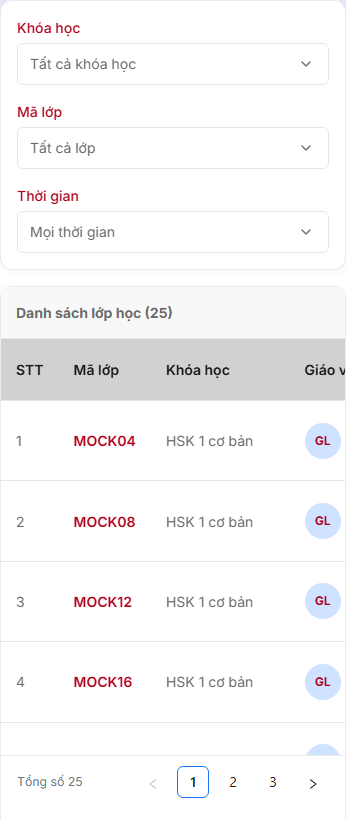 Khóa học
Tất cả khóa học
Mã lớp
Tất cả lớp
Thời gian
Mọi thời gian
Danh sách lớp học (25)
STT Mã lớp Khóa học Giáo v
1 MOCK04 HSK 1 cơ bản GL
2 MOCK08 HSK 1 cơ bản GL
3 MOCK12 HSK 1 cơ bản GL
4 MOCK16 HSK 1 cơ bản GL
Tổng số 25 < 1 2 3 >